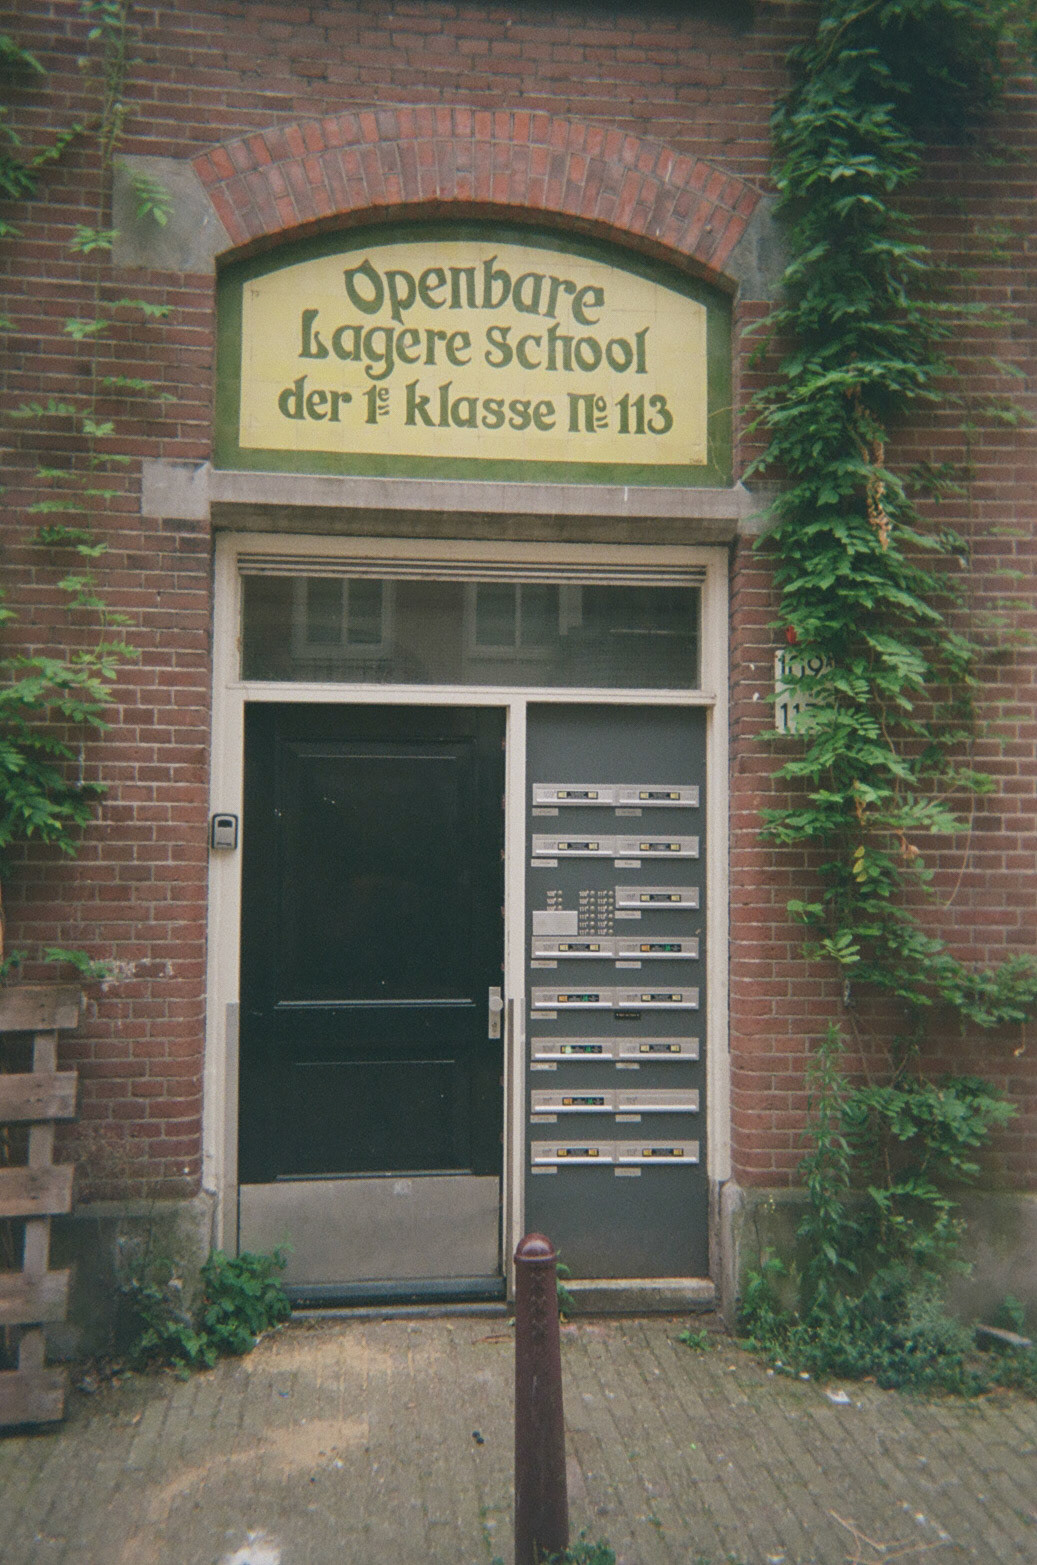 Openbare
Lagere School
der 1e klasse No 113